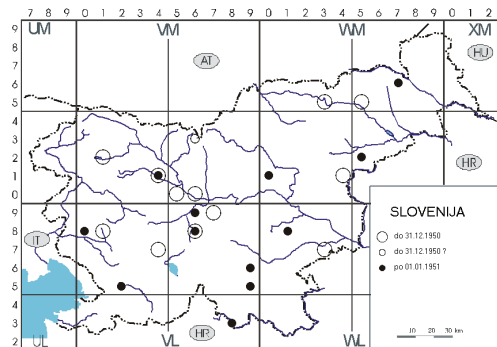 7 8 9 0 1 2 3 4 5 6 7 8 9 0 1 2 3 4 5 6 7 8 9 0 1 2
9 UM VM WM XM
8 HU
7 AT
6
5
4
3
2 HR
1
0
9 SLOVENIJA
8 IT do 31.12.1950
7 do 31.12.1950 ?
6 po 01.01.1951
5
4
3 10 20 30 km
2 UL VL HR WL